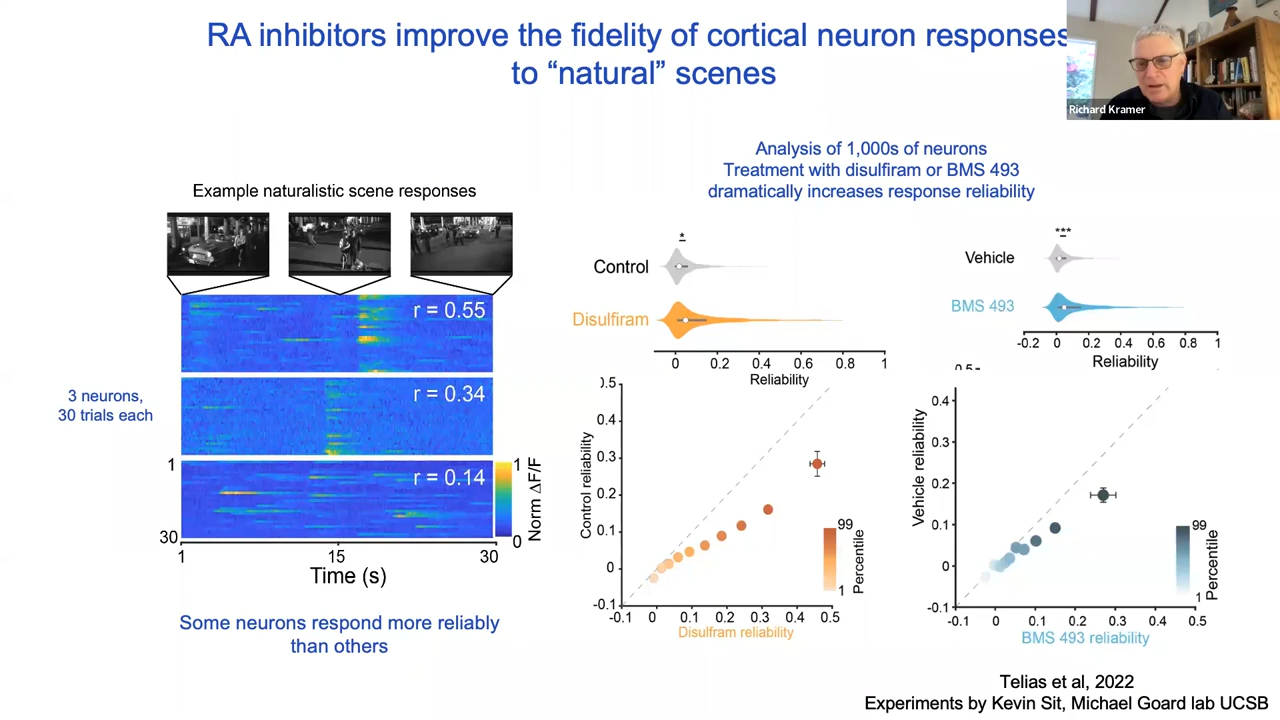 RA inhibitors improve the fidelity of cortical neuron responses
to “natural” scenes
Richard Kramer
Analysis of 1,000s of neurons
Treatment with disulfiram or BMS 493
dramatically increases response reliability
Example naturalistic scene responses
r = 0.55
r = 0.34
r = 0.14
3 neurons,
30 trials each
1
30
1 15 30
Time (s)
1
0
Norm ΔF/F
Some neurons respond more reliably
than others
*
Control
Disulfiram
0 0.2 0.4 0.6 0.8 1
Reliability
***
Vehicle
BMS 493
-0.2 0 0.2 0.4 0.6 0.8 1
Reliability
0.5
0.4
0.3
0.2
0.1
0
-0.1
Control reliability
-0.1 0 0.1 0.2 0.3 0.4 0.5
Disulfram reliability
99
1
Percentile
0.5
0.4
0.3
0.2
0.1
0
-0.1
Vehicle reliability
-0.1 0 0.1 0.2 0.3 0.4 0.5
BMS 493 reliability
99
1
Percentile
Telias et al, 2022
Experiments by Kevin Sit, Michael Goard lab UCSB